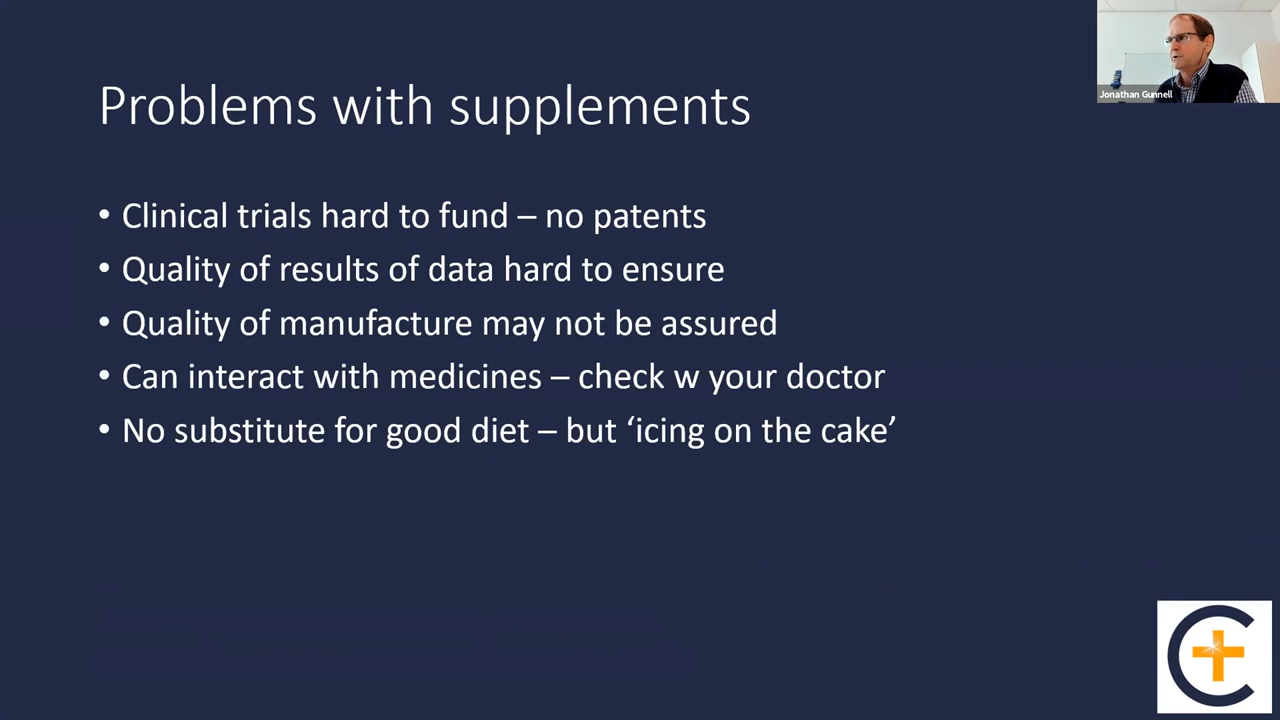 Jonathan Gunnell
Problems with supplements
• Clinical trials hard to fund – no patents
• Quality of results of data hard to ensure
• Quality of manufacture may not be assured
• Can interact with medicines – check w your doctor
• No substitute for good diet – but ‘icing on the cake’